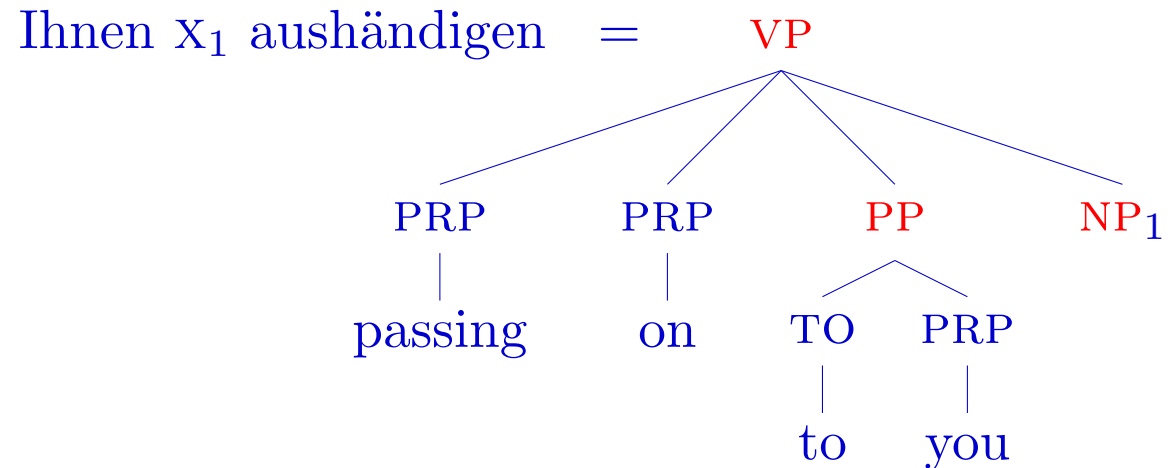 Ihnen x₁ aushändigen = VP
PRP PRP PP NP₁
passing on TO PRP
to you